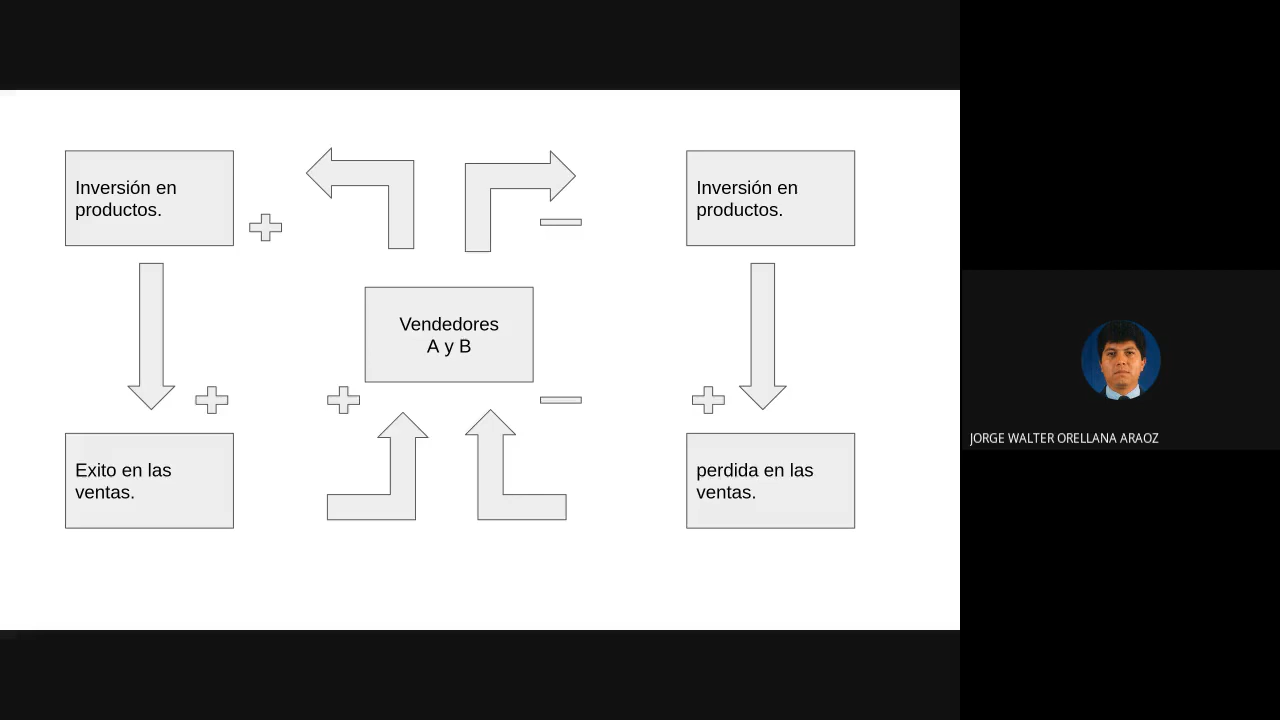 Inversión en
productos.
Inversión en
productos.
Vendedores
A y B
Exito en las
ventas.
perdida en las
ventas.
JORGE WALTER ORELLANA ARAOZ